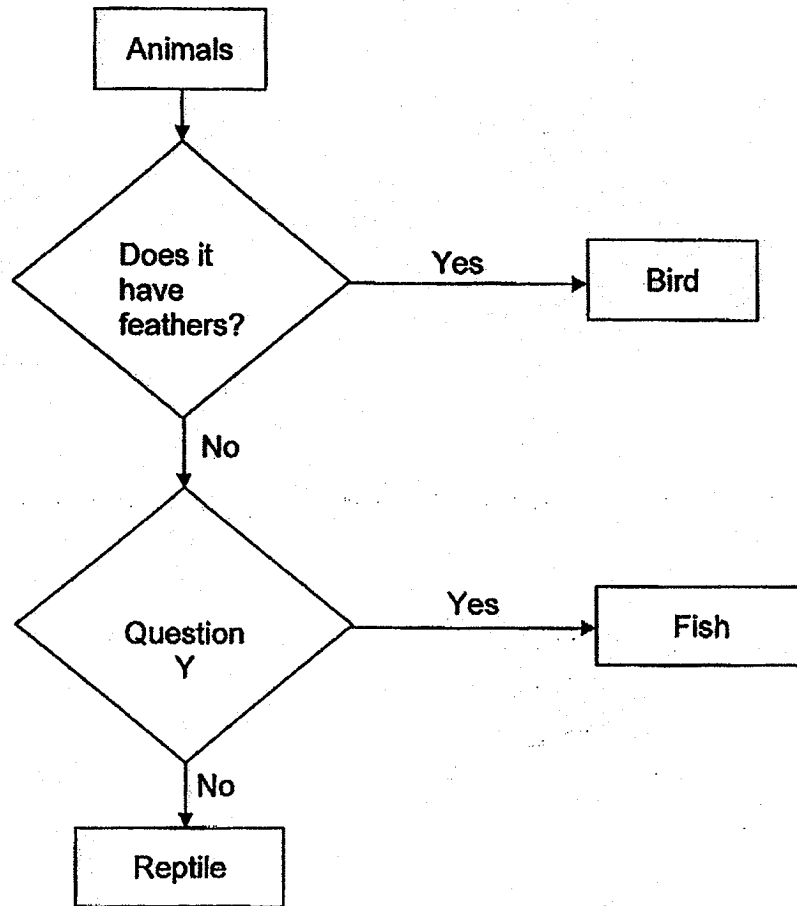 Animals
Does it
have
feathers?
Yes
Bird
No
Question
Y
Yes
Fish
No
Reptile